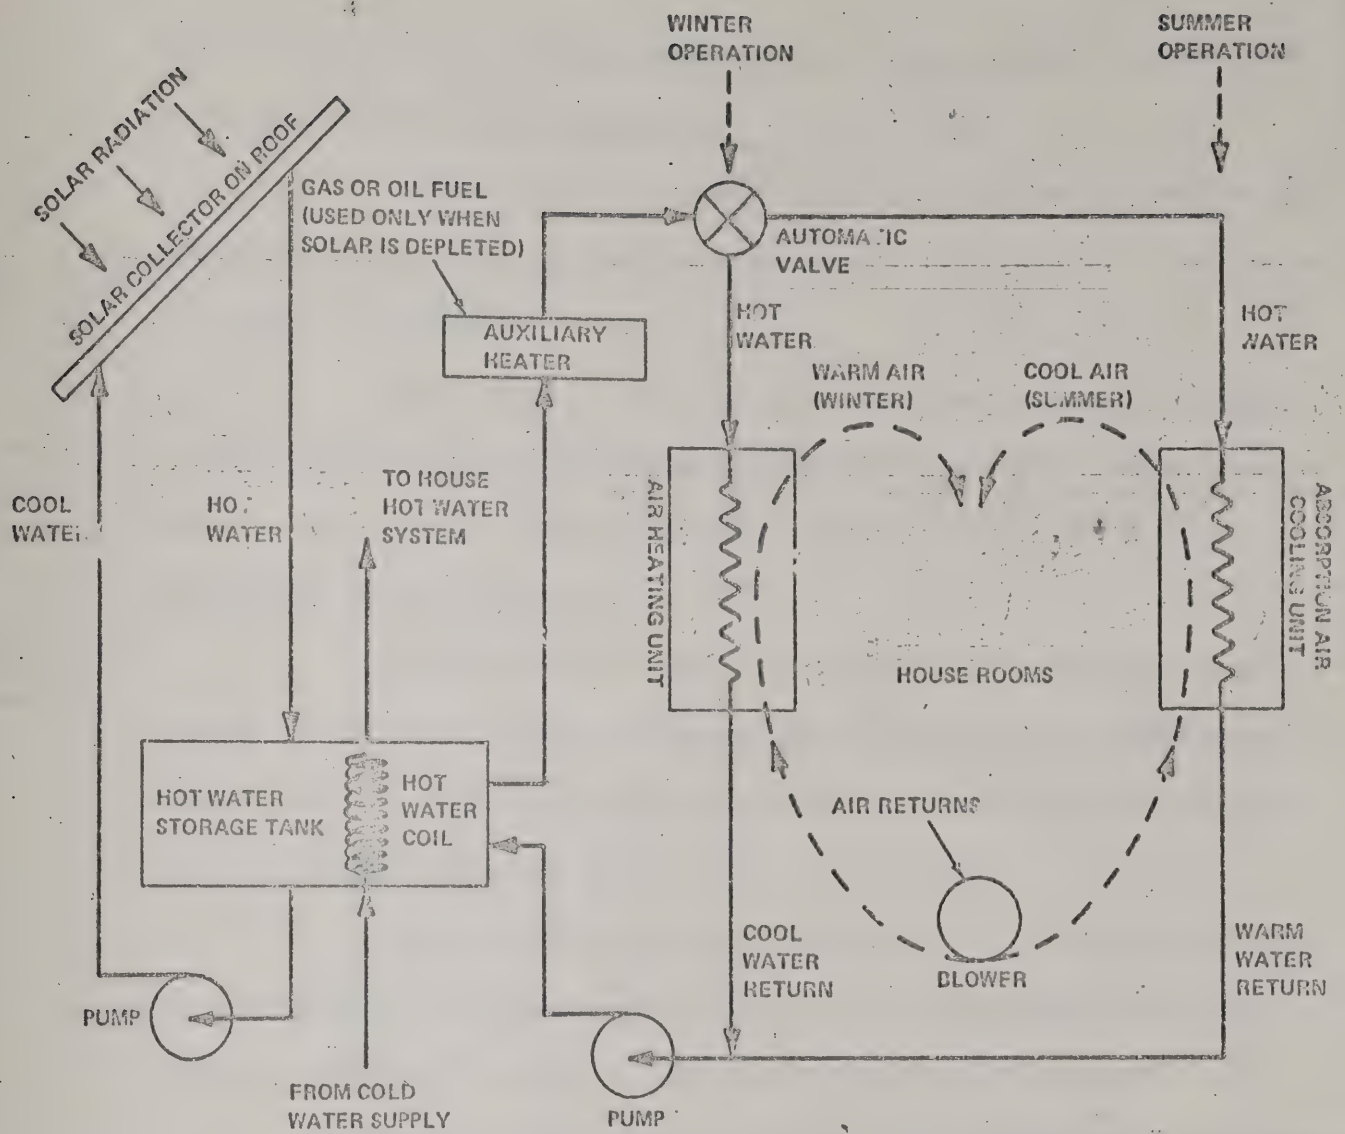 WINTER
OPERATION
SUMMER
OPERATION
SOLAR RADIATION
SOLAR COLLECTOR ON ROOF
GAS OR OIL FUEL
(USED ONLY WHEN
SOLAR IS DEPLETED)
AUTOMATIC
VALVE
AUXILIARY
HEATER
HOT
WATER
HOT
WATER
WARM AIR
(WINTER)
COOL AIR
(SUMMER)
COOL
WATER
HOT
WATER
TO HOUSE
HOT WATER
SYSTEM
AIR HEATING UNIT
ABSORPTION AIR
COOLING UNIT
HOUSE ROOMS
HOT WATER
STORAGE TANK
HOT
WATER
COIL
AIR RETURNS
COOL
WATER
RETURN
BLOWER
WARM
WATER
RETURN
PUMP
FROM COLD
WATER SUPPLY
PUMP